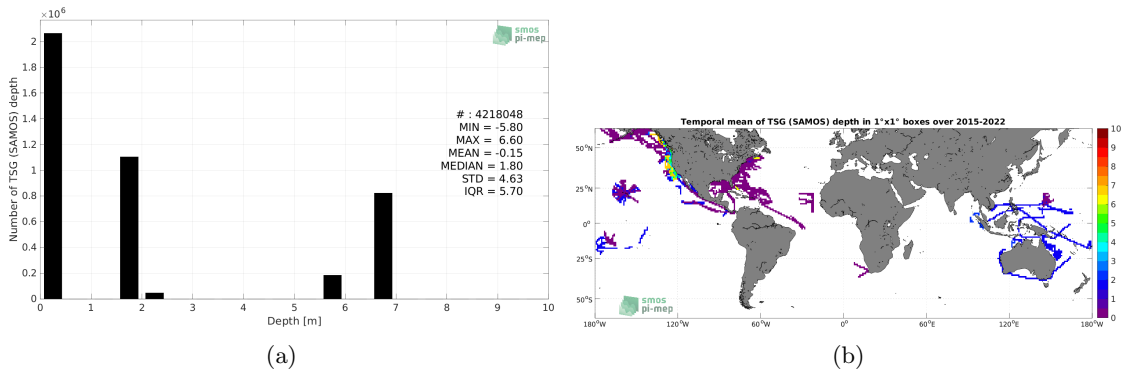 ×10⁶
2
1.8
1.6
1.4
1.2
1
0.8
0.6
0.4
0.2
0
Number of TSG (SAMOS) depth
0 1 2 3 4 5 6 7 8 9 10
Depth [m]
smos
pi-mep
# : 4218048
MIN = -5.80
MAX = 6.60
MEAN = -0.15
MEDIAN = 1.80
STD = 4.63
IQR = 5.70
(a)
Temporal mean of TSG (SAMOS) depth in 1°x1° boxes over 2015-2022
50°N
25°N
0°
25°S
50°S
180°W 120°W 60°W 0° 60°E 120°E 180°W
smos
pi-mep
10
9
8
7
6
5
4
3
2
1
0
(b)